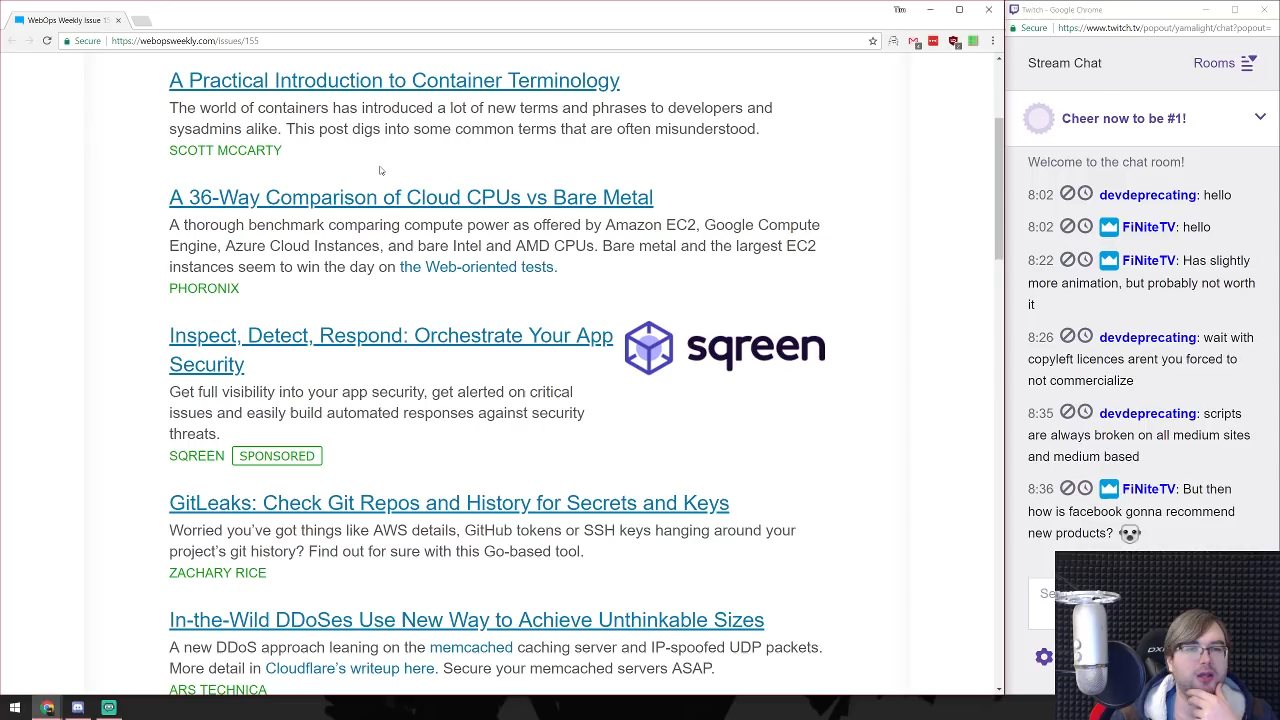 WebOps Weekly Issue 15
Tim
Secure
https://webopsweekly.com/issues/155
A Practical Introduction to Container Terminology
The world of containers has introduced a lot of new terms and phrases to developers and
sysadmins alike. This post digs into some common terms that are often misunderstood.
SCOTT MCCARTY
A 36-Way Comparison of Cloud CPUs vs Bare Metal
A thorough benchmark comparing compute power as offered by Amazon EC2, Google Compute
Engine, Azure Cloud Instances, and bare Intel and AMD CPUs. Bare metal and the largest EC2
instances seem to win the day on the Web-oriented tests.
PHORONIX
Inspect, Detect, Respond: Orchestrate Your App
Security
sqreen
Get full visibility into your app security, get alerted on critical
issues and easily build automated responses against security
threats.
SQREEN SPONSORED
GitLeaks: Check Git Repos and History for Secrets and Keys
Worried you’ve got things like AWS details, GitHub tokens or SSH keys hanging around your
project’s git history? Find out for sure with this Go-based tool.
ZACHARY RICE
In-the-Wild DDoSes Use New Way to Achieve Unthinkable Sizes
A new DDoS approach leaning on the memcached caching server and IP-spoofed UDP packets.
More detail in Cloudflare’s writeup here. Secure your memcached servers ASAP.
ARS TECHNICA
Twitch - Google Chrome
Secure
https://www.twitch.tv/popout/yamalight/chat?popout=
Stream Chat
Rooms
Cheer now to be #1!
Welcome to the chat room!
8:02 devdeprecating: hello
8:02 FiNiteTV: hello
8:22 FiNiteTV: Has slightly
more animation, but probably not worth
it
8:26 devdeprecating: wait with
copyleft licences arent you forced to
not commercialize
8:35 devdeprecating: scripts
are always broken on all medium sites
and medium based
8:36 FiNiteTV: But then
how is facebook gonna recommend
new products?